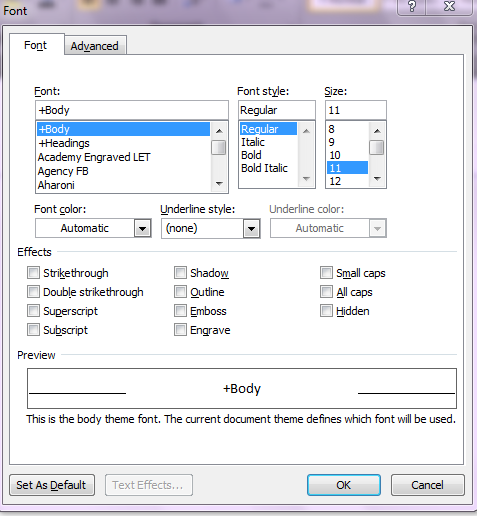 Font
Font Advanced
Font: Font style: Size:
+Body Regular 11
+Body Regular 8
+Headings Italic 9
Academy Engraved LET Bold 10
Agency FB Bold Italic 11
Aharoni 12
Font color: Underline style: Underline color:
Automatic (none) Automatic
Effects
Strikethrough Shadow Small caps
Double strikethrough Outline All caps
Superscript Emboss Hidden
Subscript Engrave
Preview
+Body
This is the body theme font. The current document theme defines which font will be used.
Set As Default Text Effects... OK Cancel